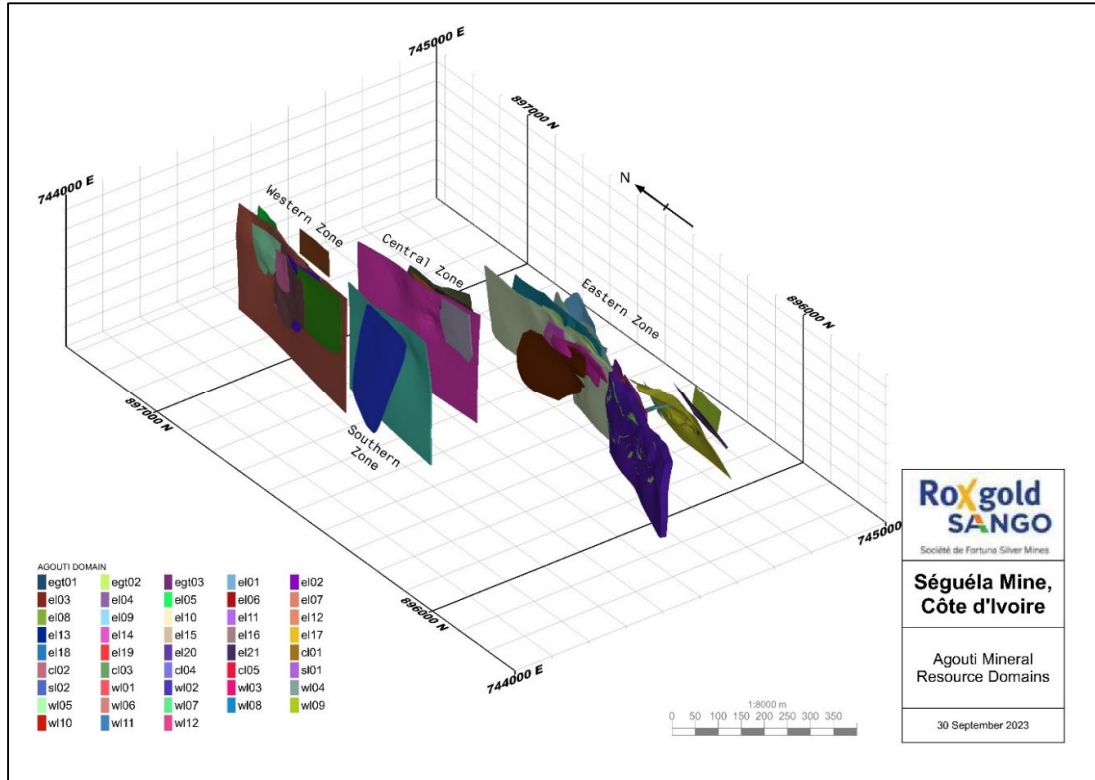 745000 E
897000 N
744000 E
N
Western Zone
Central Zone
Eastern Zone
896000 N
897000 N
Southern
Zone
745000
896000 N
744000 E
Roxgold
SANGO
Société de Fortuna Silver Mines
Séguéla Mine,
Côte d'Ivoire
Agouti Mineral
Resource Domains
30 September 2023
AGOUTI DOMAIN
egt01 egt02 egt03 el01 el02
el03 el04 el05 el06 el07
el08 el09 el10 el11 el12
el13 el14 el15 el16 el17
el18 el19 el20 el21 cl01
cl02 cl03 cl04 cl05 sl01
sl02 wl01 wl02 wl03 wl04
wl05 wl06 wl07 wl08 wl09
wl10 wl11 wl12
1:8000 m
0 50 100 150 200 250 300 350